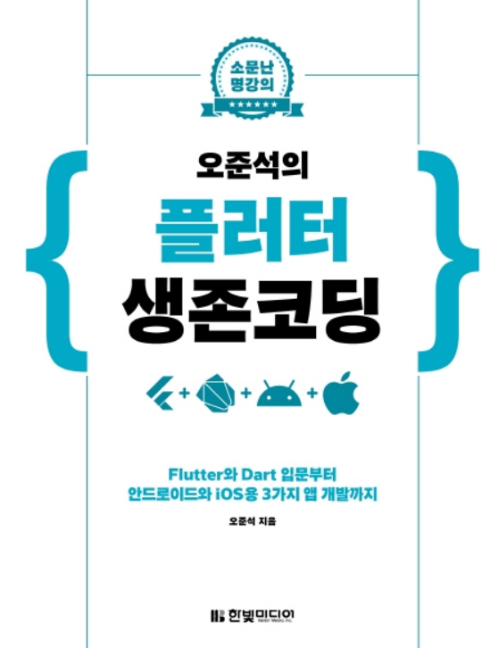 소문난
명강의
오준석의
플러터
생존코딩
Flutter와 Dart 입문부터
안드로이드와 iOS용 3가지 앱 개발까지
오준석 지음
한빛미디어
Hanbit Media, Inc.